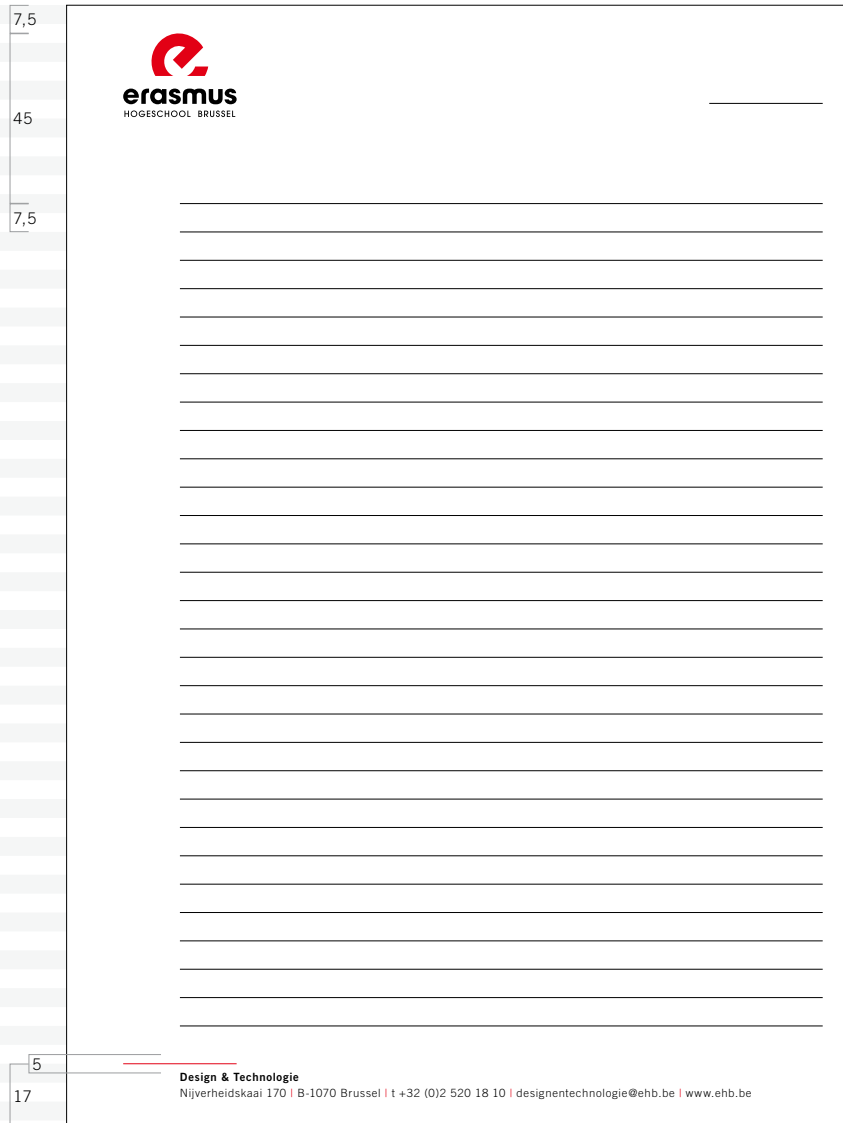 7,5
45
7,5
erasmus
HOGESCHOOL BRUSSEL
5
17
Design & Technologie
Nijverheidskaai 170 | B-1070 Brussel | t +32 (0)2 520 18 10 | designentechnologie@ehb.be | www.ehb.be